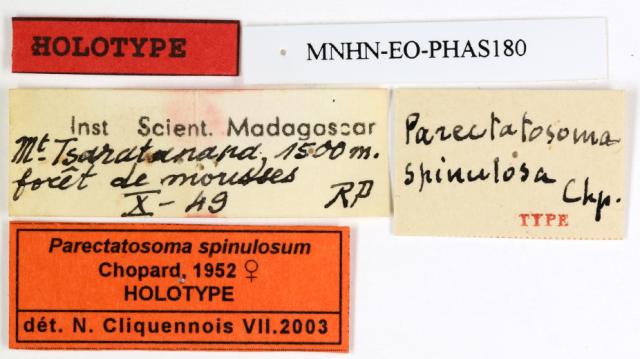 HOLOTYPE
MNHN-EO-PHAS180
Inst Scient. Madagascar
Mt Tsaratanana, 1500 m.
forêt de mousses
X-49 RP
Parectatosoma
spinulosa
Chp.
TYPE
Parectatosoma spinulosum
Chopard, 1952 ♀
HOLOTYPE
dét. N. Cliquennois VII.2003